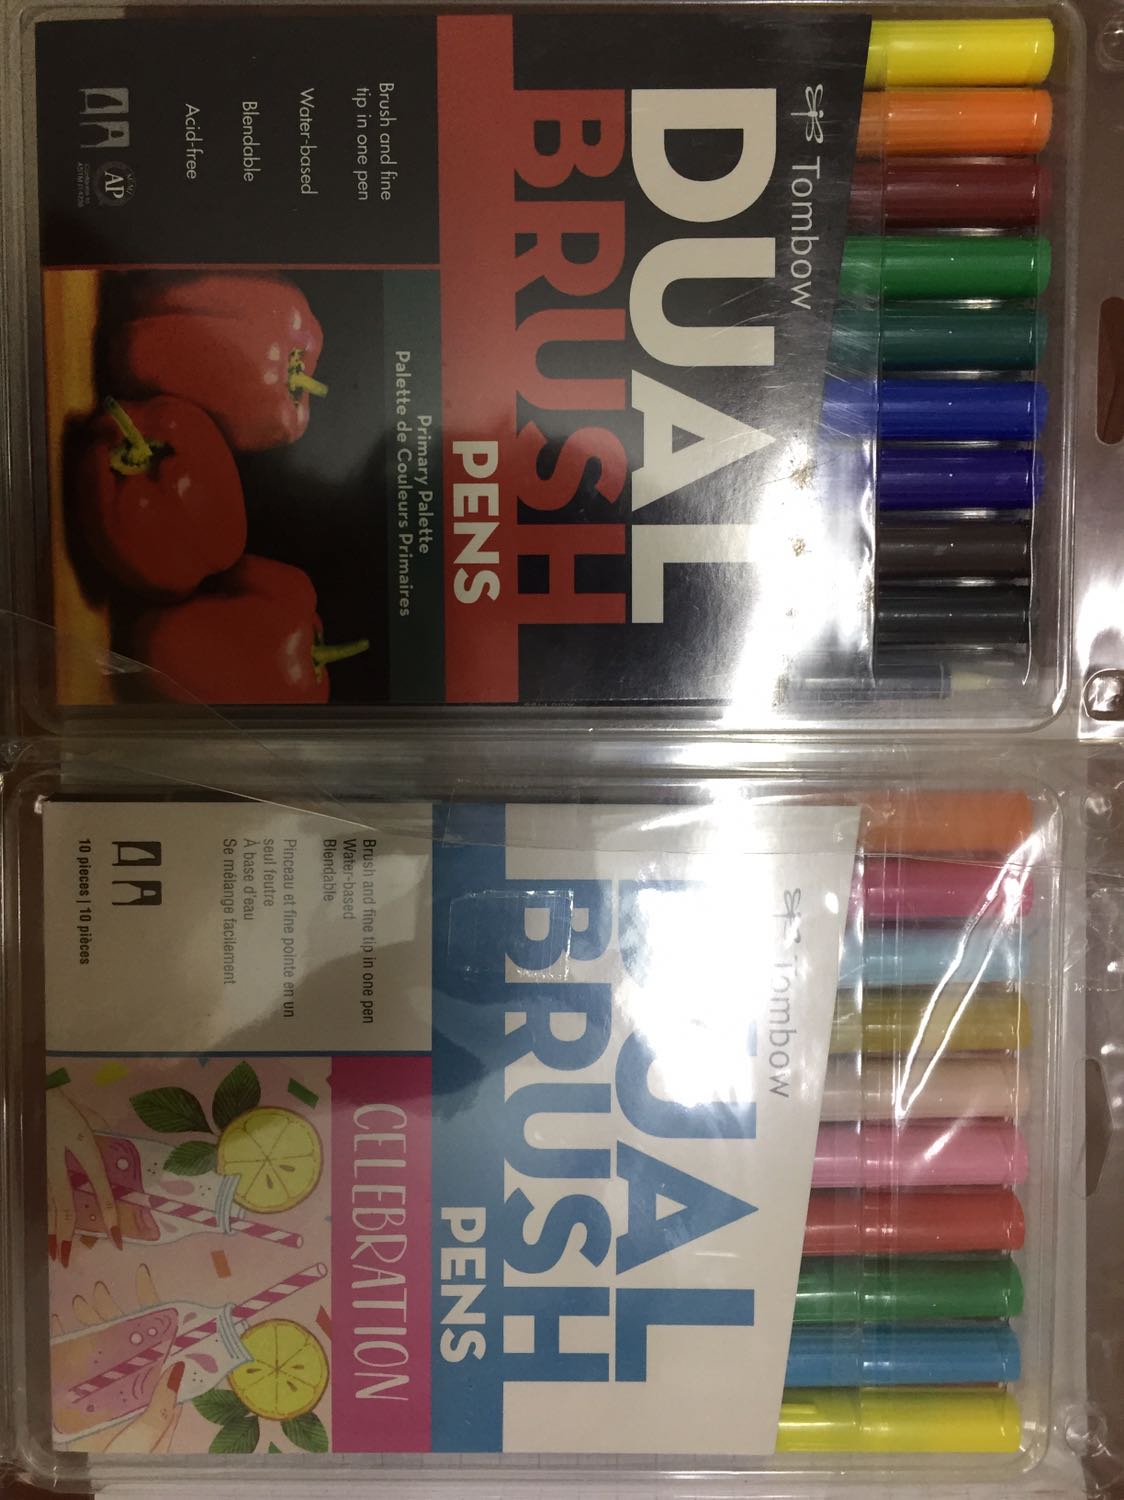 Tombow
DUAL
BRUSH
PENS
Primary Palette
Palette de Couleurs Primaires
Brush and fine
tip in one pen
Water-based
Blendable
Acid-free
AP
Tombow
DUAL
BRUSH
PENS
CELEBRATION
Brush and fine tip in one pen
Water-based
Blendable
Pinceau et fine pointe en un
seul feutre
À base d'eau
Se mélange facilement
10 pieces | 10 pièces